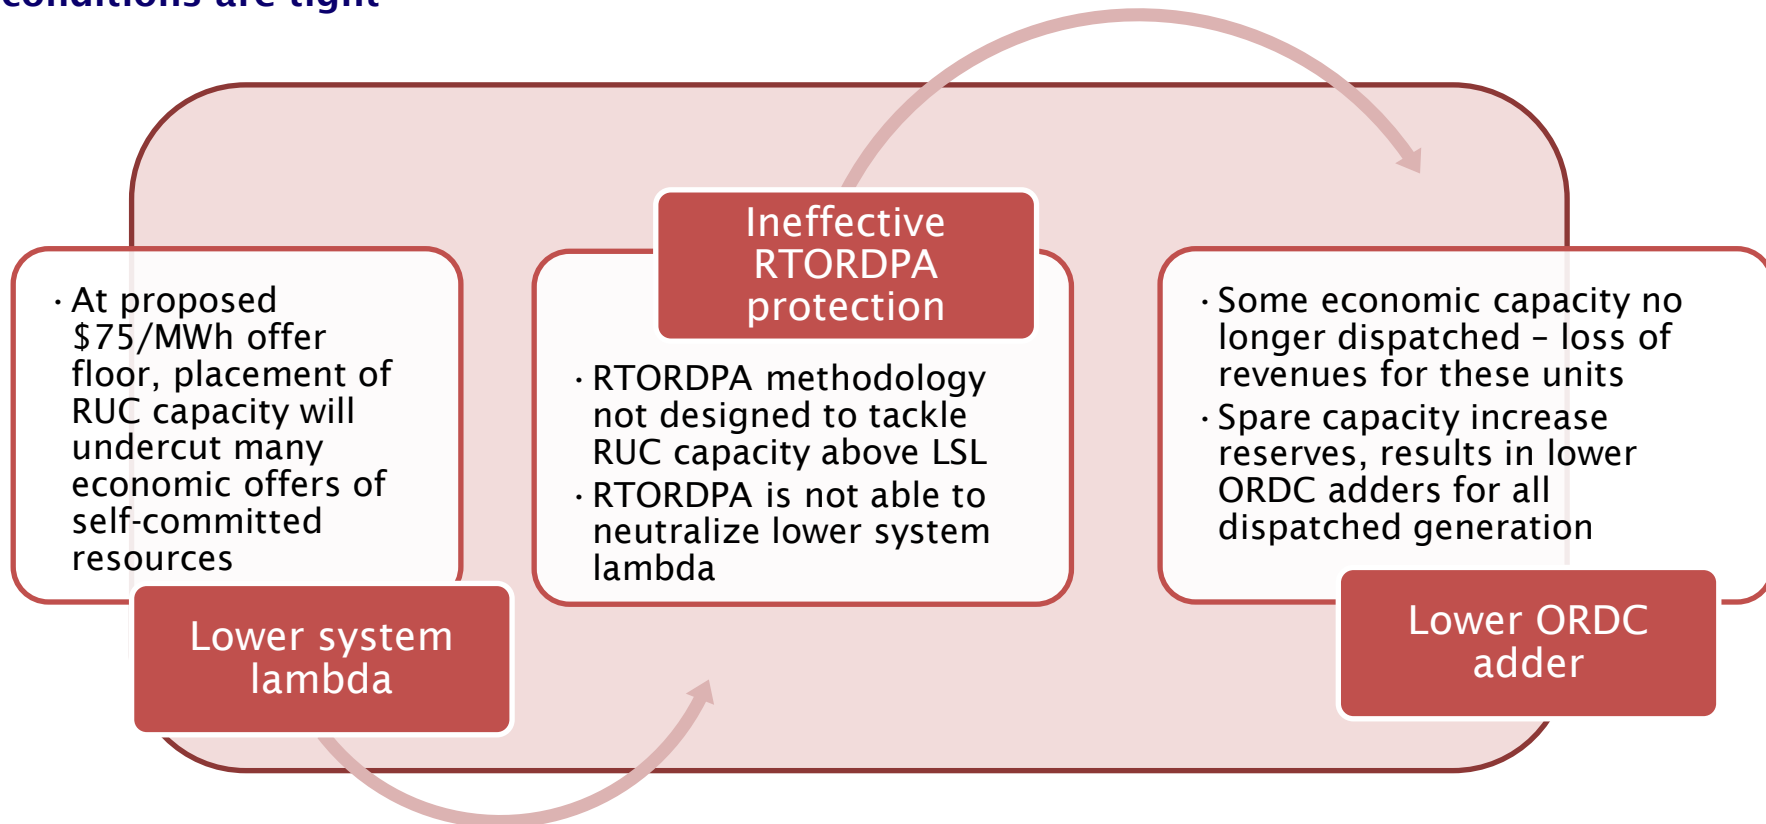 conditions are tight
· At proposed
$75/MWh offer
floor, placement of
RUC capacity will
undercut many
economic offers of
self-committed
resources
Lower system
lambda
Ineffective
RTORDPA
protection
· RTORDPA methodology
not designed to tackle
RUC capacity above LSL
· RTORDPA is not able to
neutralize lower system
lambda
· Some economic capacity no
longer dispatched – loss of
revenues for these units
· Spare capacity increase
reserves, results in lower
ORDC adders for all
dispatched generation
Lower ORDC
adder